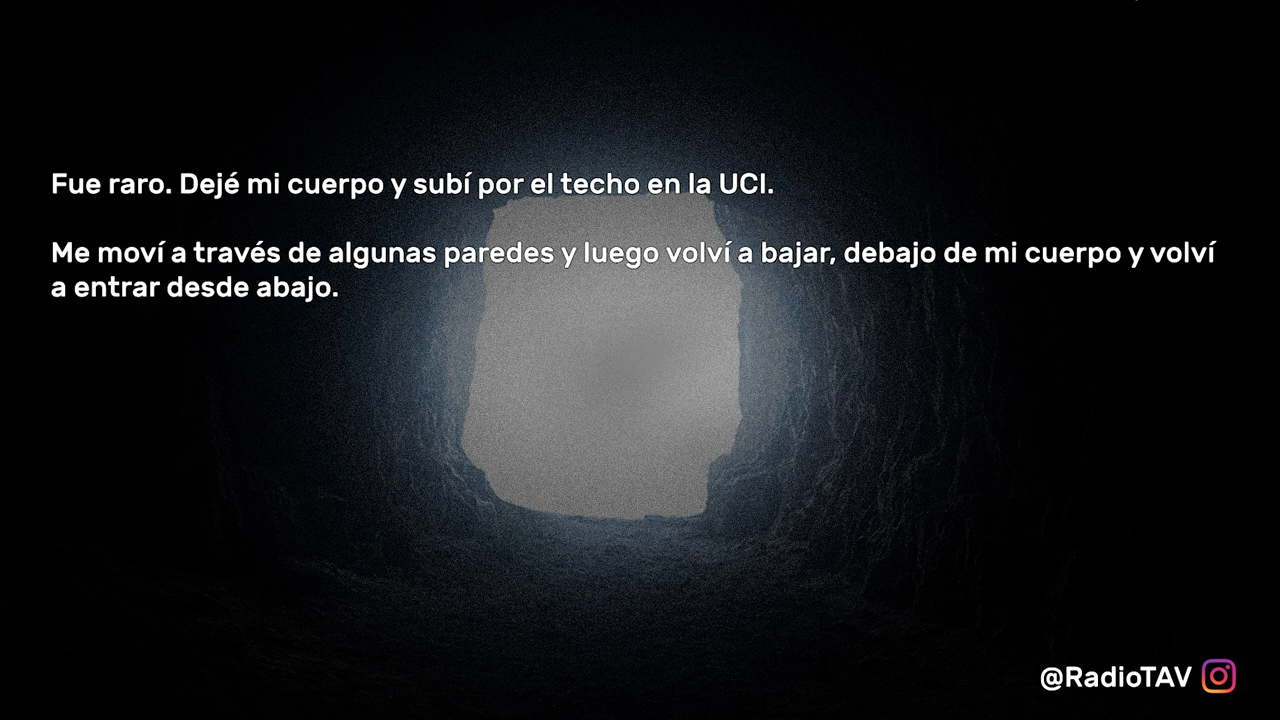 Fue raro. Dejé mi cuerpo y subí por el techo en la UCI.
Me moví a través de algunas paredes y luego volví a bajar, debajo de mi cuerpo y volví
a entrar desde abajo.
@RadioTAV